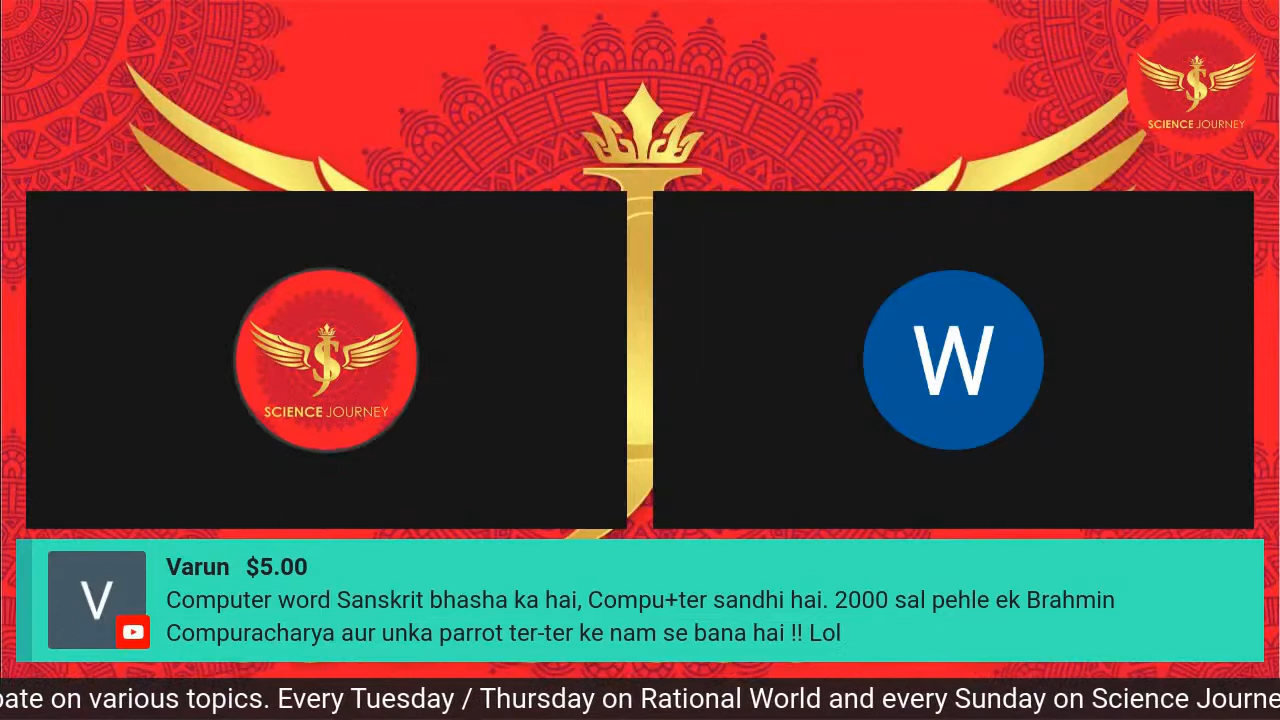 SCIENCE JOURNEY
SCIENCE JOURNEY
W
V
Varun $5.00
Computer word Sanskrit bhasha ka hai, Compu+ter sandhi hai. 2000 sal pehle ek Brahmin
Compuracharya aur unka parrot ter-ter ke nam se bana hai !! Lol
on various topics. Every Tuesday / Thursday on Rational World and every Sunday on Science